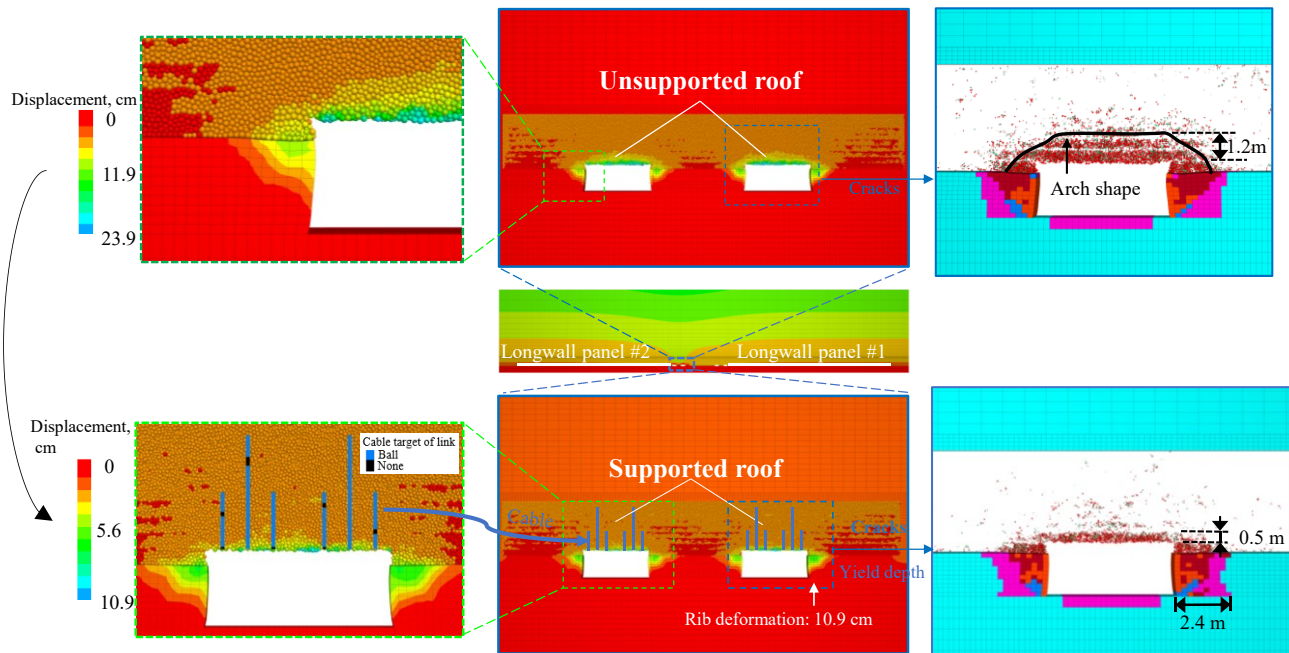 Displacement, cm
0
11.9
23.9
Unsupported roof
Cracks
1.2m
Arch shape
Longwall panel #2
Longwall panel #1
Displacement,
cm
0
5.6
10.9
Cable target of link
Ball
None
Supported roof
Cable
Cracks
Yield depth
Rib deformation: 10.9 cm
0.5 m
2.4 m